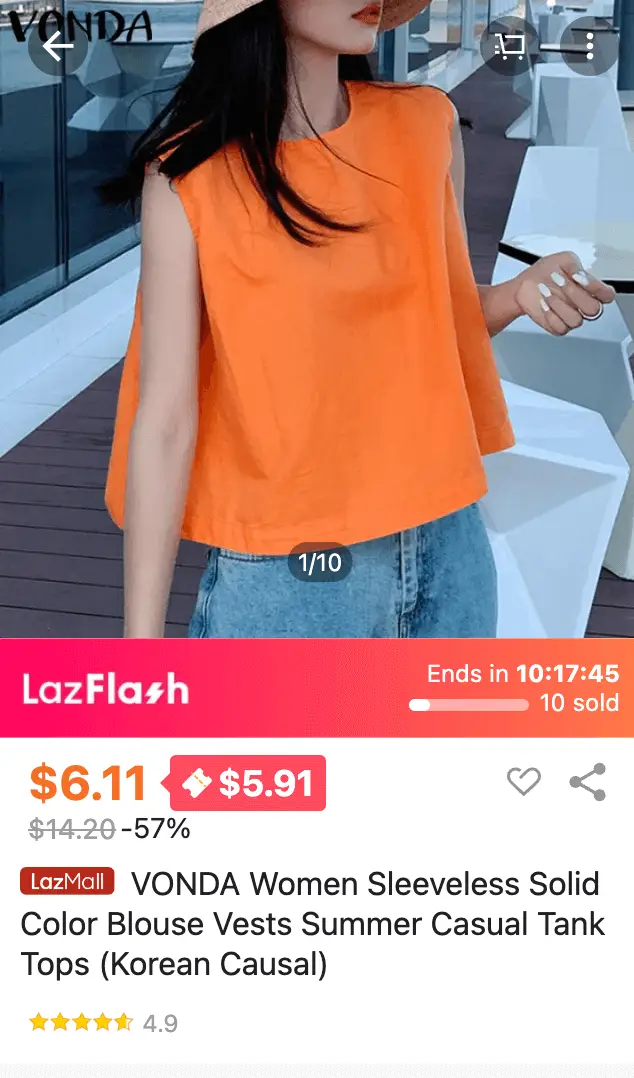 VONDA
1/10
LazFlash
Ends in 10:17:45
10 sold
$6.11
$5.91
$14.20 -57%
LazMall VONDA Women Sleeveless Solid
Color Blouse Vests Summer Casual Tank
Tops (Korean Causal)
4.9